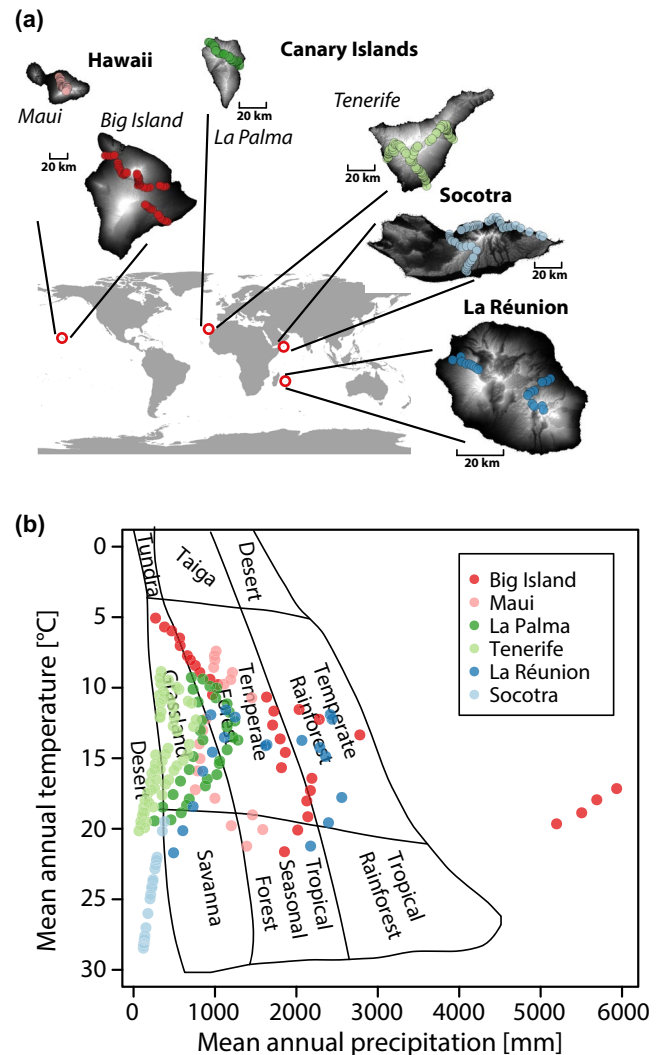 (a)
Hawaii
Canary Islands
Maui
Big Island
La Palma
Tenerife
20 km
20 km
20 km
20 km
Socotra
20 km
La Réunion
20 km
(b)
Mean annual temperature [°C]
0
5
10
15
20
25
30
Tundra
Taiga
Desert
Grassland
Temperate
Forest
Temperate
Rainforest
Desert
Savanna
Tropical
Seasonal
Forest
Tropical
Rainforest
Big Island
Maui
La Palma
Tenerife
La Réunion
Socotra
0
1000
2000
3000
4000
5000
6000
Mean annual precipitation [mm]